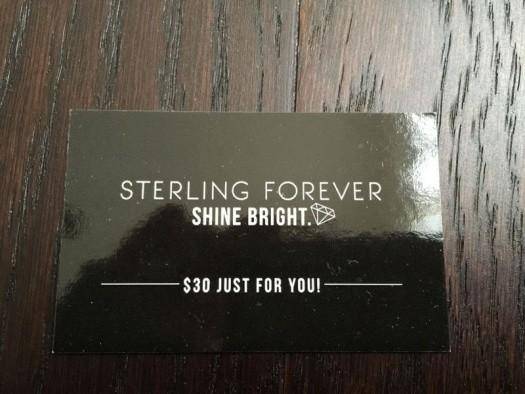 STERLING FOREVER
SHINE BRIGHT.
$30 JUST FOR YOU!